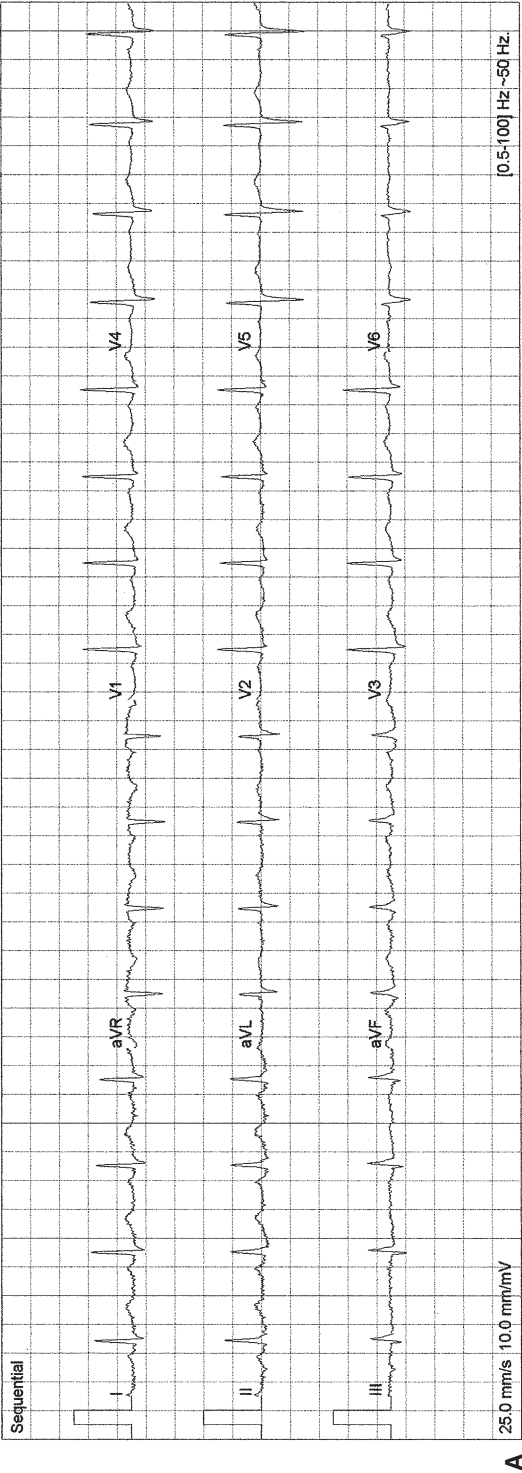 Sequential
I aVR V1 V4
II aVL V2 V5
III aVF V3 V6
25.0 mm/s 10.0 mm/mV [0.5-100] Hz ~50 Hz.
A